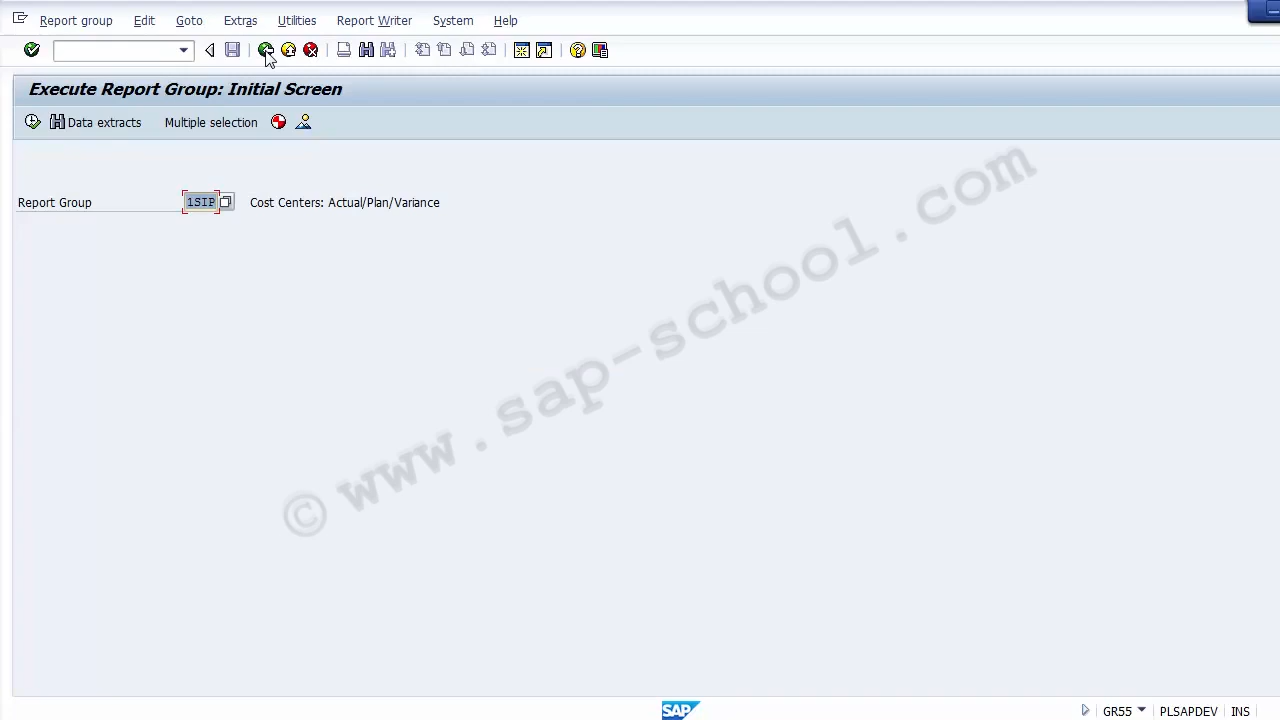 Report group Edit Goto Extras Utilities Report Writer System Help
Execute Report Group: Initial Screen
Data extracts Multiple selection
Report Group 1SIP Cost Centers: Actual/Plan/Variance
© www.sap-school.com
SAP GR55 PLSAPDEV INS